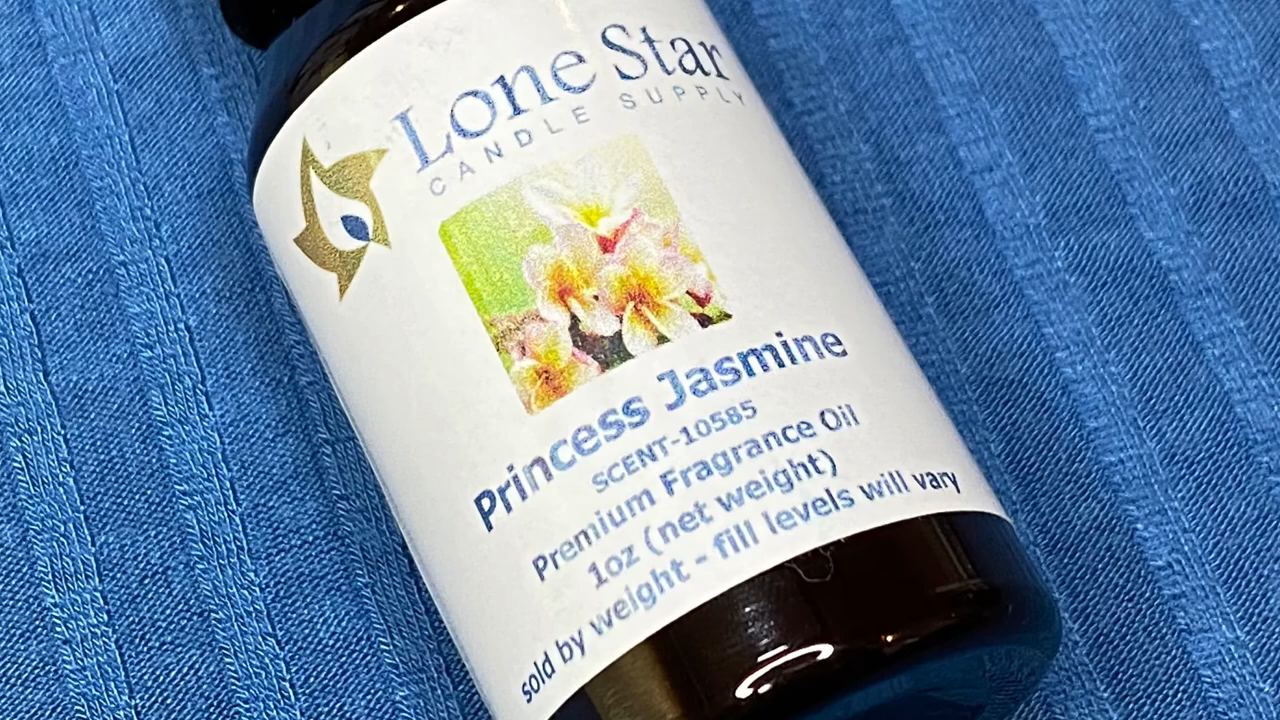 Lone Star
CANDLE SUPPLY
Princess Jasmine
SCENT-10585
Premium Fragrance Oil
1oz (net weight)
sold by weight - fill levels will vary